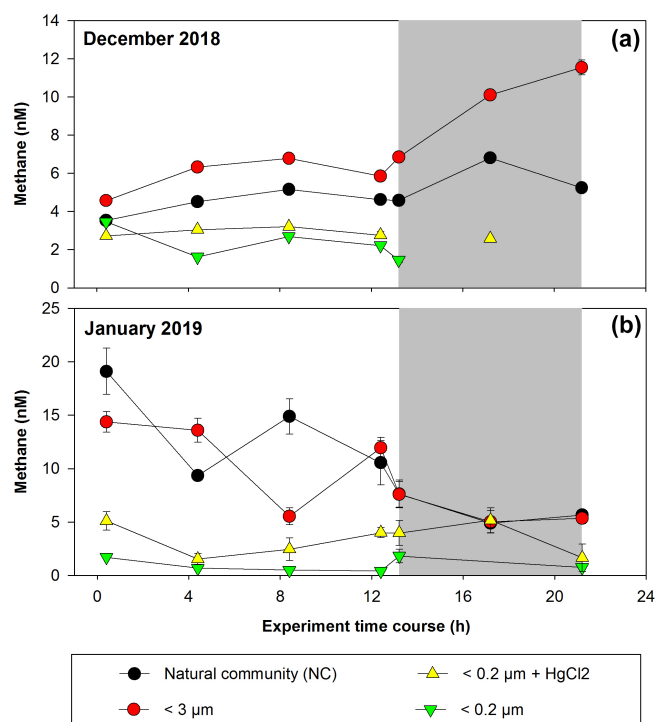 14
December 2018
(a)
12
10
8
6
4
2
0
Methane (nM)
25
January 2019
(b)
20
15
10
5
0
Methane (nM)
0 4 8 12 16 20 24
Experiment time course (h)
Natural community (NC)
< 0.2 µm + HgCl2
< 3 µm
< 0.2 µm